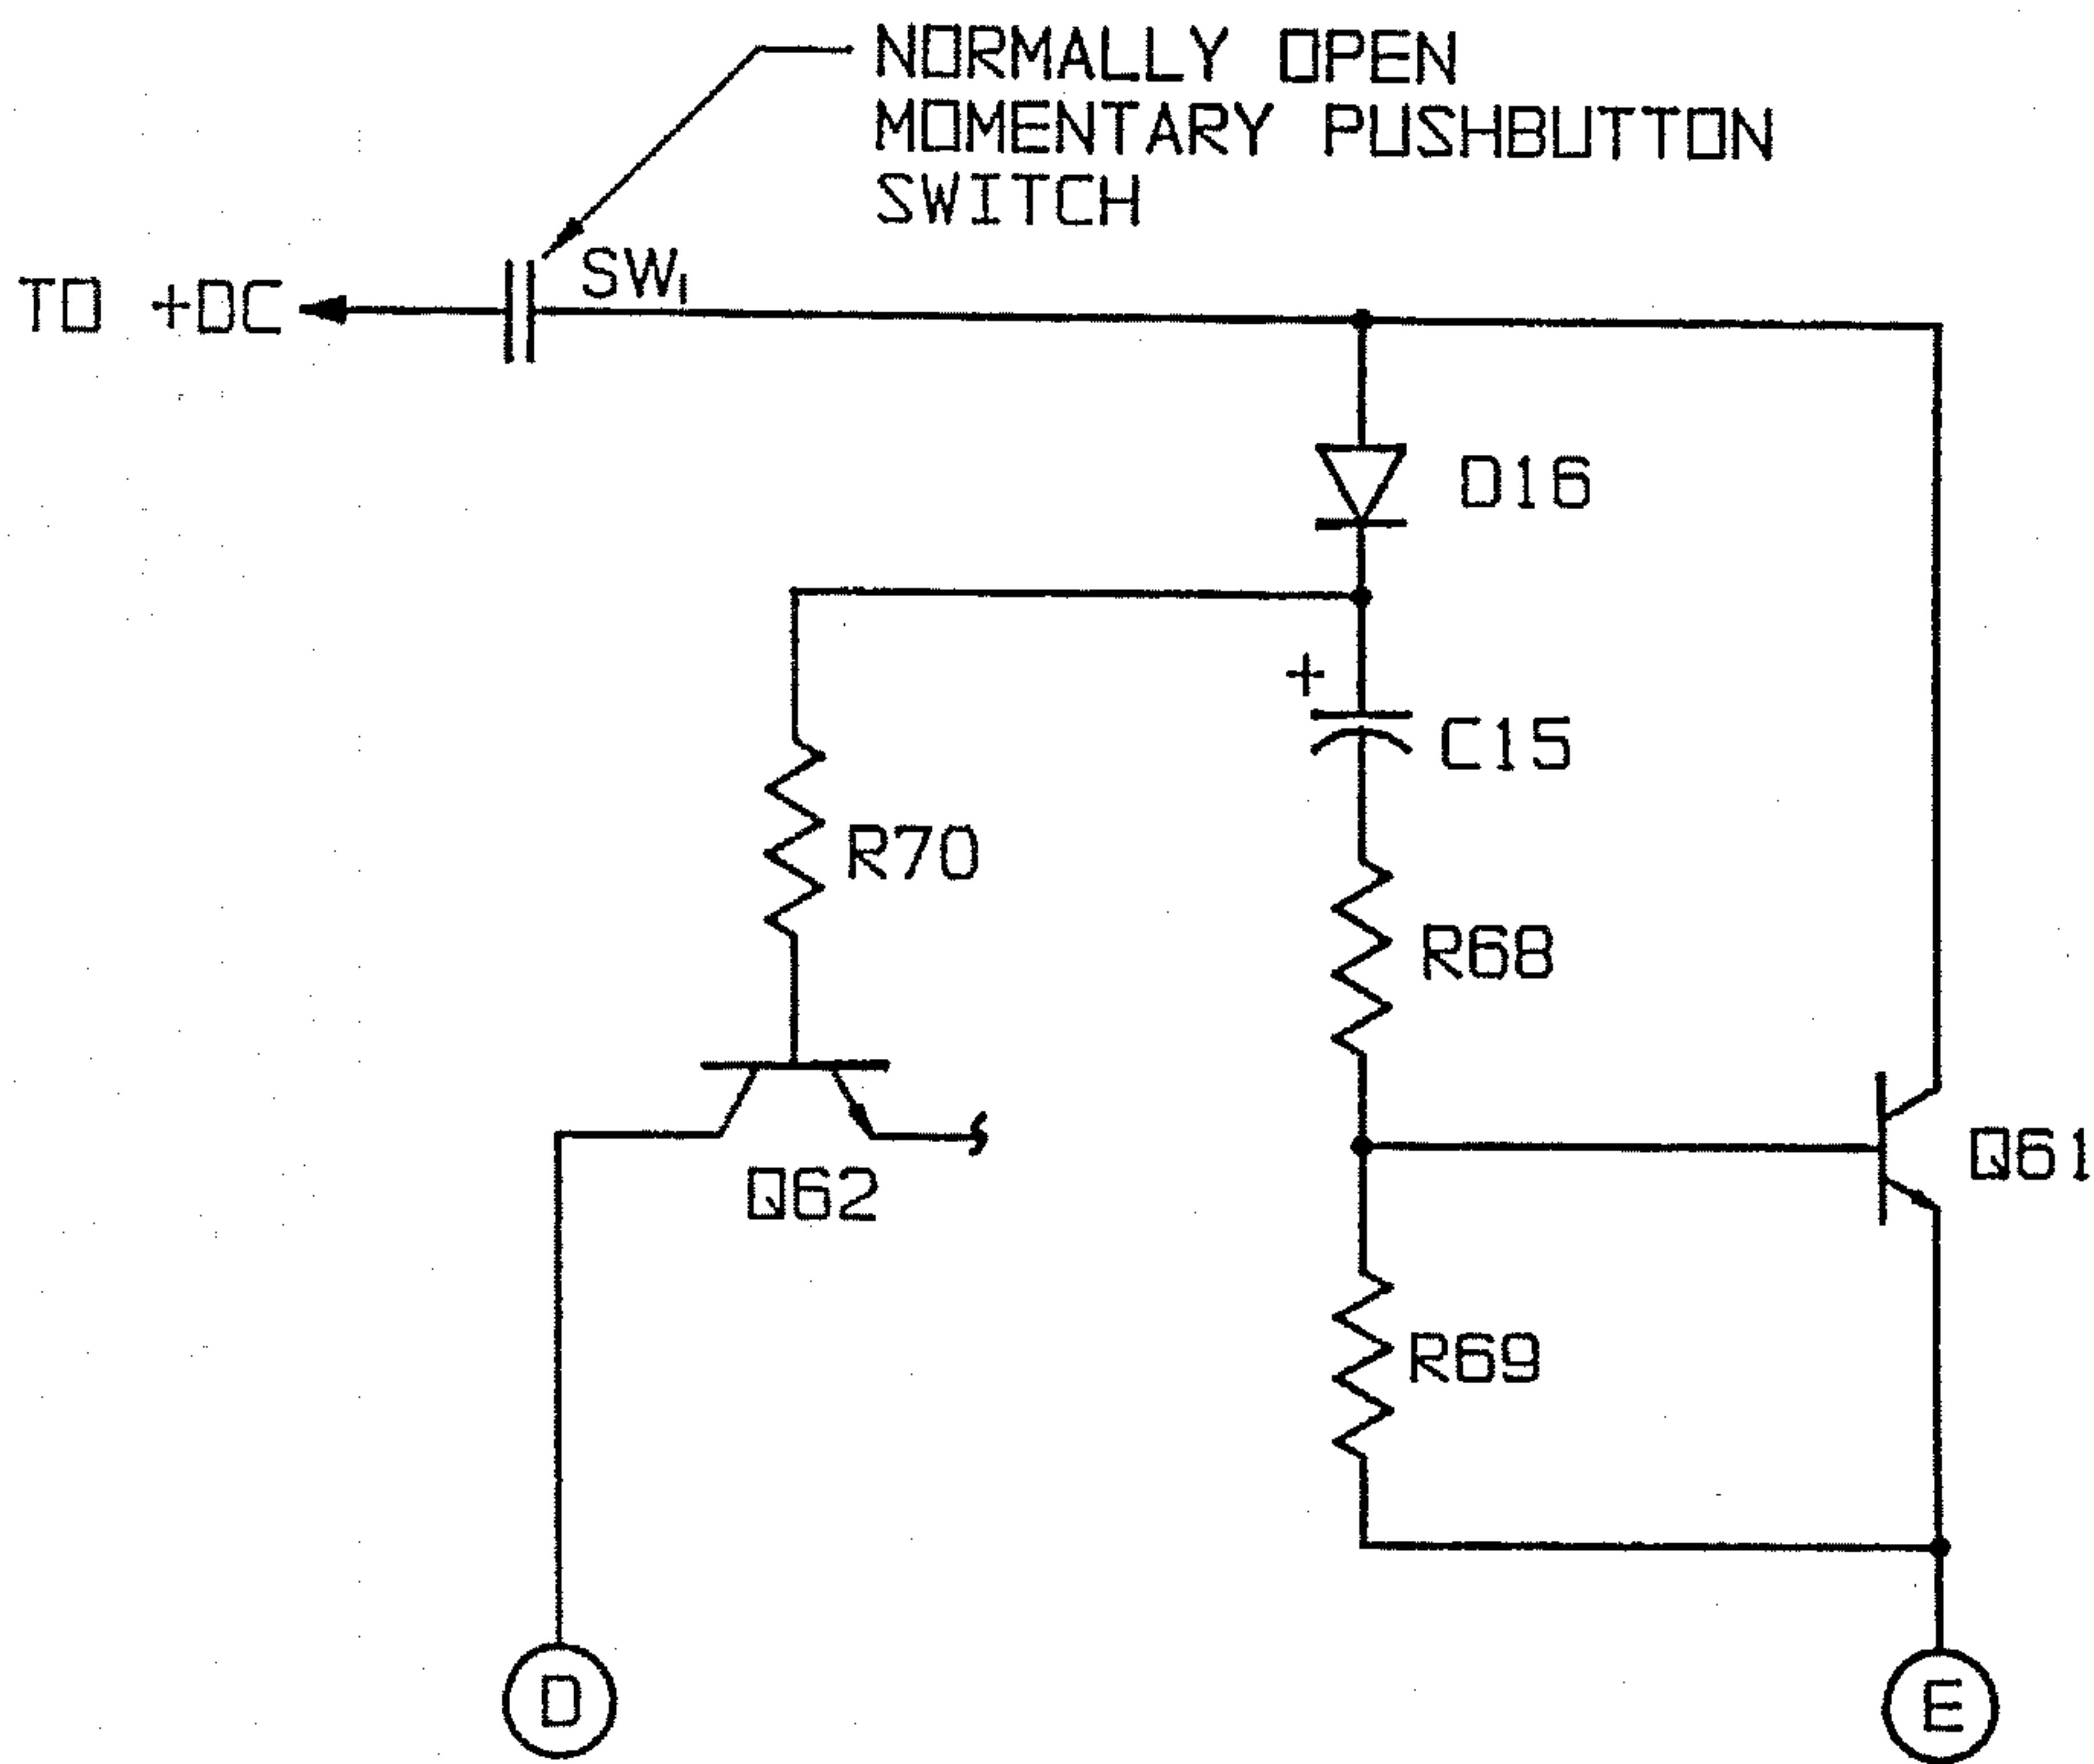 NORMALLY OPEN
MOMENTARY PUSHBUTTON
SWITCH
TO +DC
SW1
D16
+
C15
R70
R68
Q62
Q61
R69
D
E